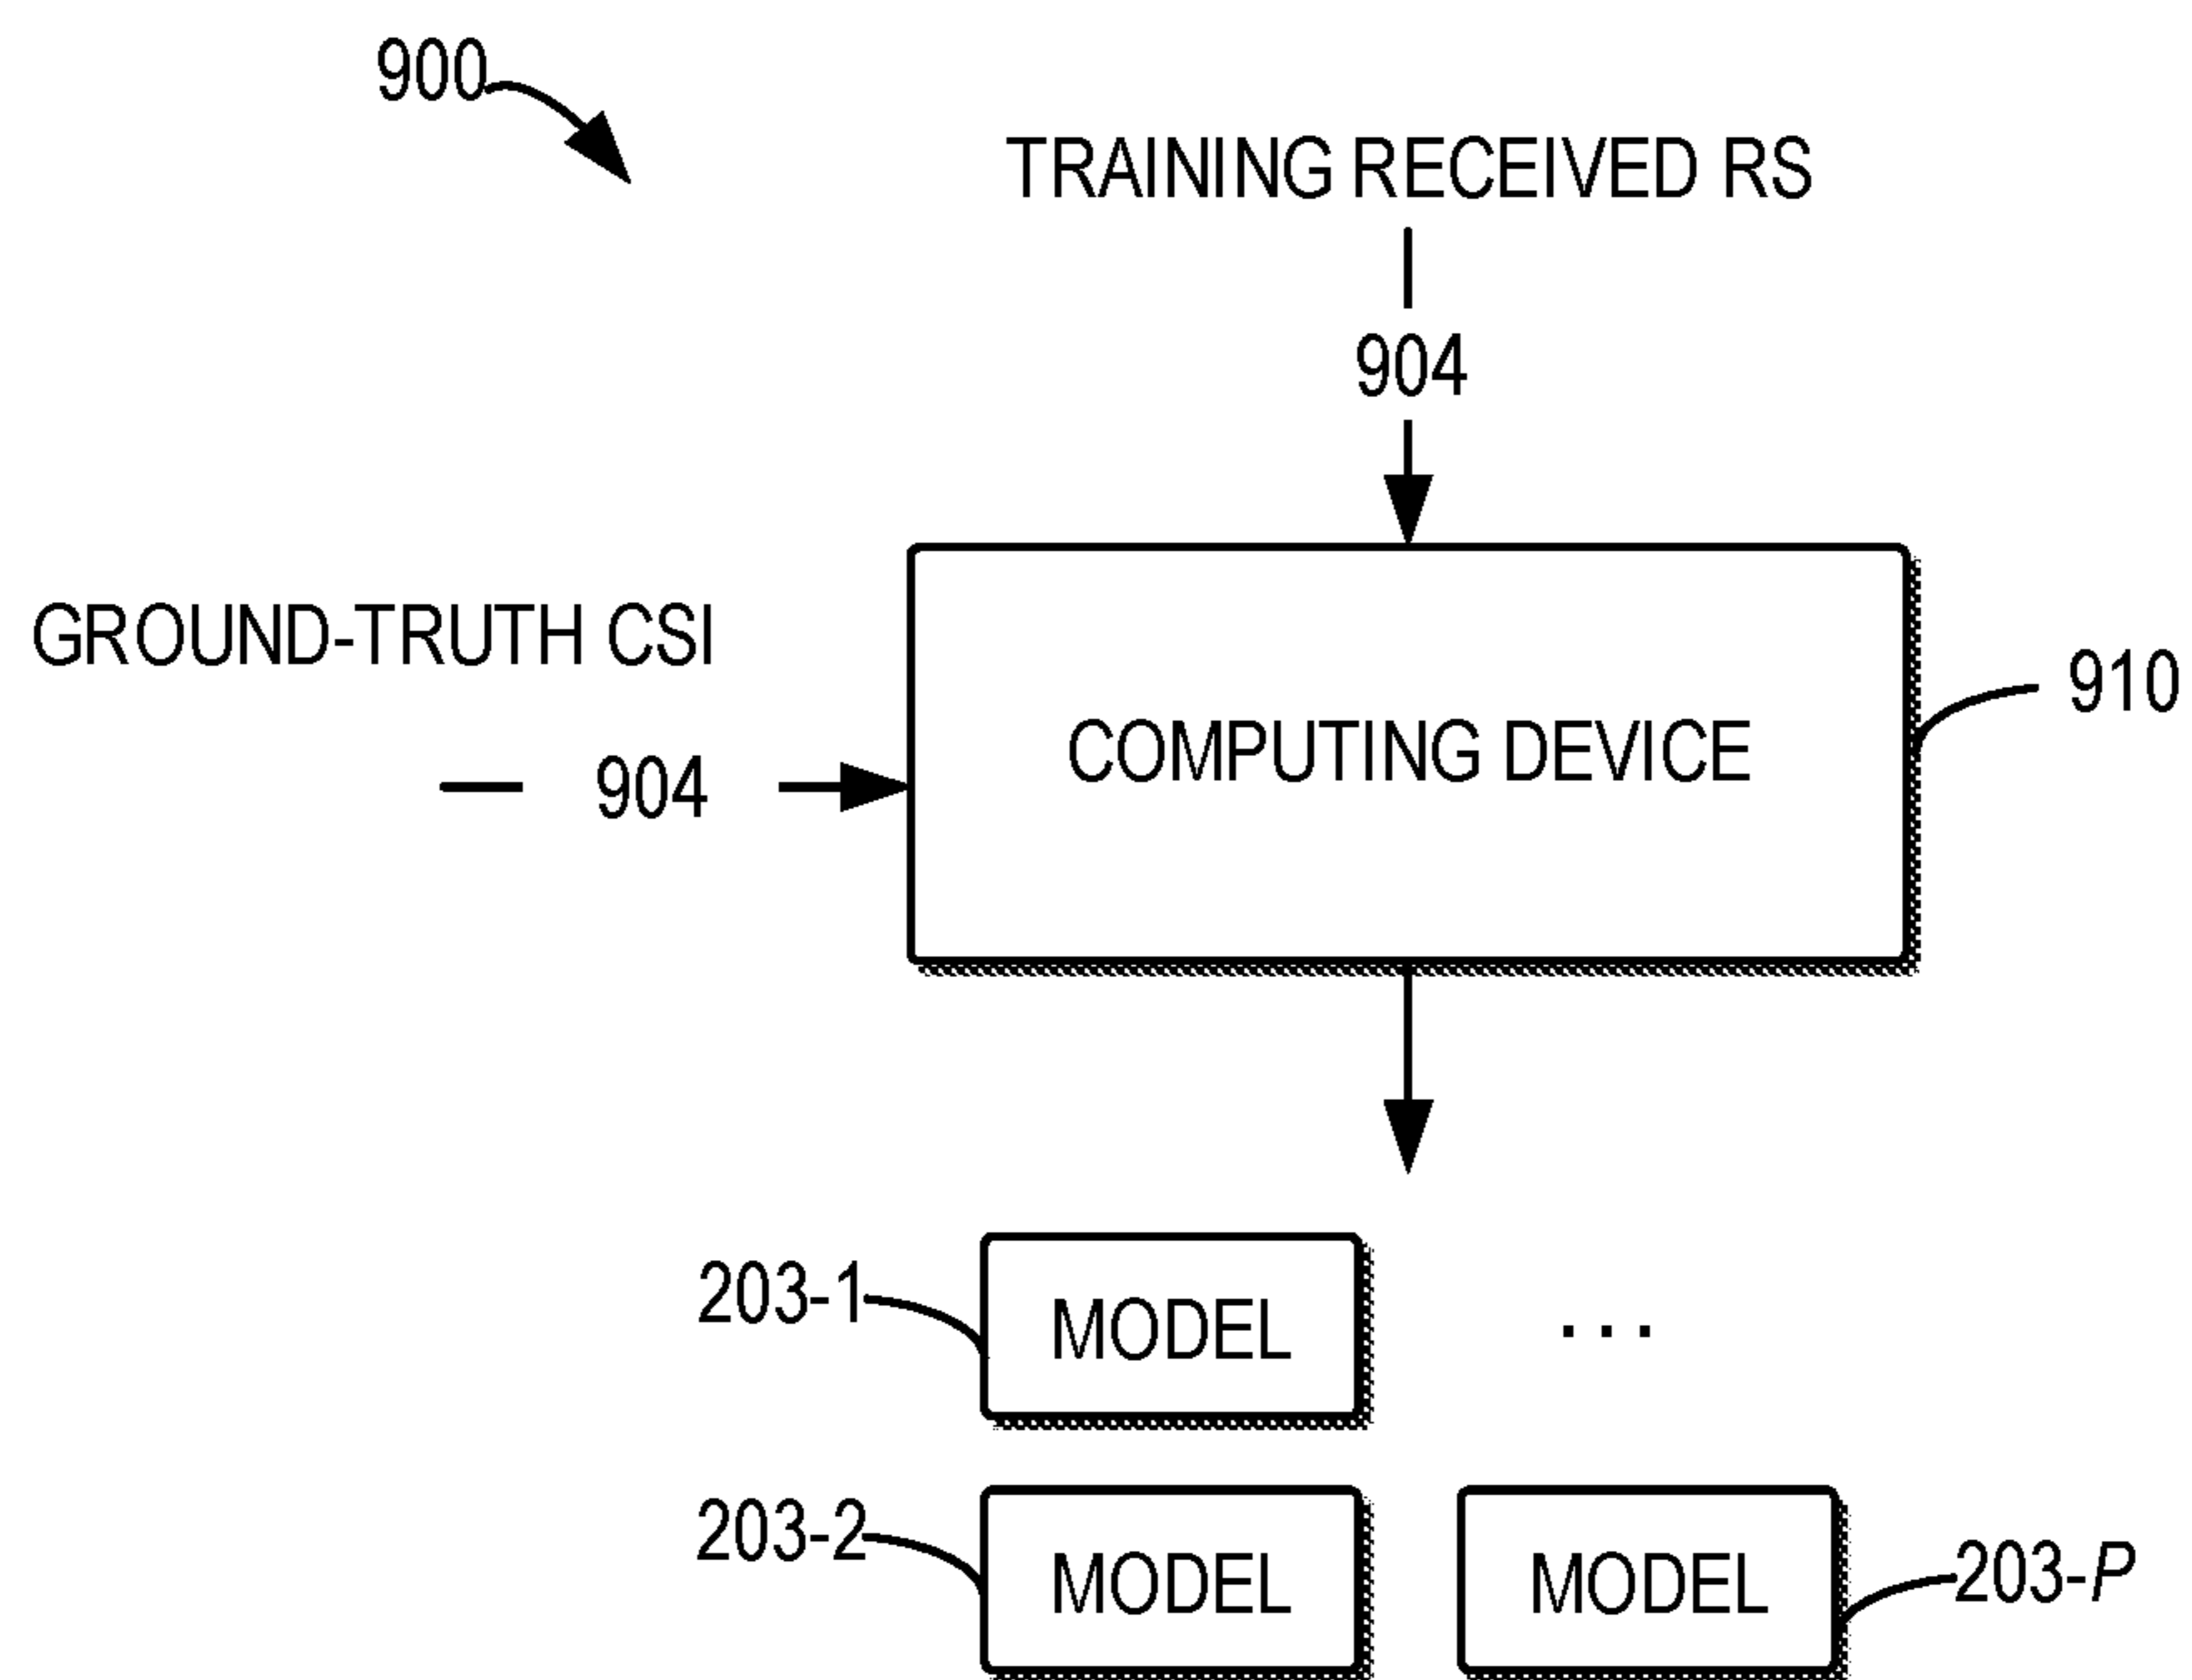 900
TRAINING RECEIVED RS
904
GROUND-TRUTH CSI
910
COMPUTING DEVICE
904
203-1
MODEL
...
203-2
MODEL
MODEL
203-P